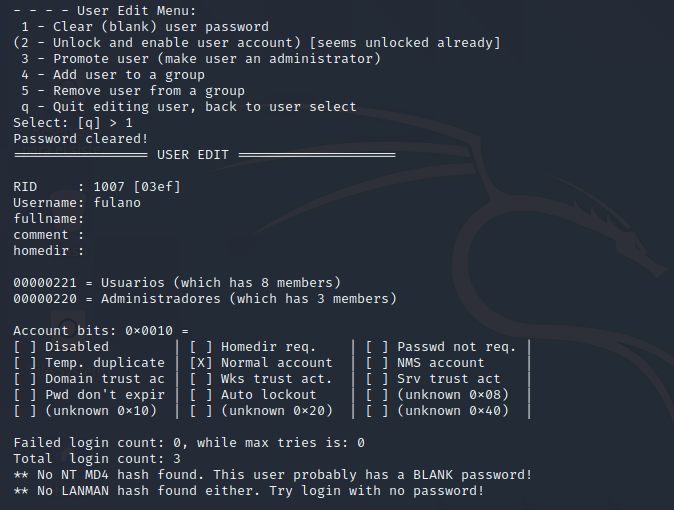 - - - - User Edit Menu:
 1 - Clear (blank) user password
(2 - Unlock and enable user account) [seems unlocked already]
 3 - Promote user (make user an administrator)
 4 - Add user to a group
 5 - Remove user from a group
 q - Quit editing user, back to user select
Select: [q] > 1
Password cleared!
================= USER EDIT ====================
RID     : 1007 [03ef]
Username: fulano
fullname:
comment :
homedir :
00000221 = Usuarios (which has 8 members)
00000220 = Administradores (which has 3 members)
Account bits: 0x0010 =
[ ] Disabled        | [ ] Homedir req.    | [ ] Passwd not req. |
[ ] Temp. duplicate | [X] Normal account  | [ ] NMS account     |
[ ] Domain trust ac | [ ] Wks trust act.  | [ ] Srv trust act   |
[ ] Pwd don't expir | [ ] Auto lockout    | [ ] (unknown 0x08)  |
[ ] (unknown 0x10)  | [ ] (unknown 0x20)  | [ ] (unknown 0x40)  |
Failed login count: 0, while max tries is: 0
Total  login count: 3
** No NT MD4 hash found. This user probably has a BLANK password!
** No LANMAN hash found either. Try login with no password!